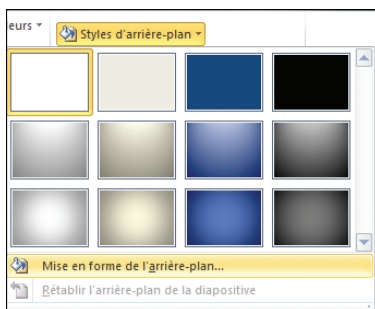 eurs
Styles d'arrière-plan
Mise en forme de l'arrière-plan...
Rétablir l'arrière-plan de la diapositive